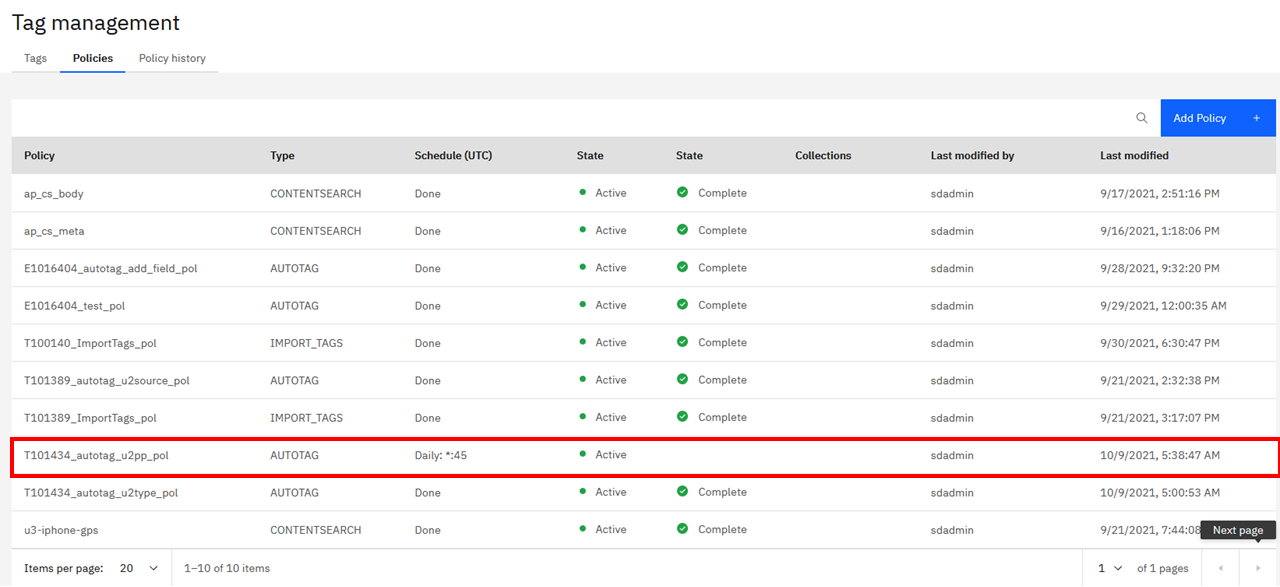 Tag management
Tags Policies Policy history
Add Policy +
Policy Type Schedule (UTC) State State Collections Last modified by Last modified
ap_cs_body CONTENTSEARCH Done Active Complete sdadmin 9/17/2021, 2:51:16 PM
ap_cs_meta CONTENTSEARCH Done Active Complete sdadmin 9/16/2021, 1:18:06 PM
E1016404_autotag_add_field_pol AUTOTAG Done Active Complete sdadmin 9/28/2021, 9:32:20 PM
E1016404_test_pol AUTOTAG Done Active Complete sdadmin 9/29/2021, 12:00:35 AM
T100140_ImportTags_pol IMPORT_TAGS Done Active Complete sdadmin 9/30/2021, 6:30:47 PM
T101389_autotag_u2source_pol AUTOTAG Done Active Complete sdadmin 9/21/2021, 2:32:38 PM
T101389_ImportTags_pol IMPORT_TAGS Done Active Complete sdadmin 9/21/2021, 3:17:07 PM
T101434_autotag_u2pp_pol AUTOTAG Daily: *:45 Active sdadmin 10/9/2021, 5:38:47 AM
T101434_autotag_u2type_pol AUTOTAG Done Active Complete sdadmin 10/9/2021, 5:00:53 AM
u3-iphone-gps CONTENTSEARCH Done Active Complete sdadmin 9/21/2021, 7:44:08
Next page
Items per page: 20 1–10 of 10 items 1 of 1 pages